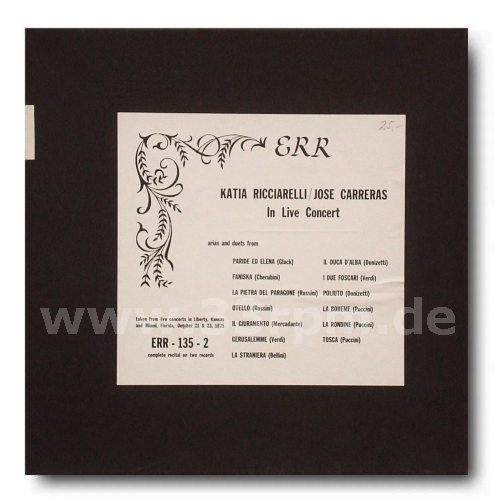 25,-
ERR
KATIA RICCIARELLI/JOSE CARRERAS
In Live Concert
arias and duets from
PARIDE ED ELENA (Gluck)
FANISKA (Cherubini)
LA PIETRA DEL PARAGONE (Rossini)
OTELLO (Rossini)
IL GIURAMENTO (Mercadante)
GERUSALEMME (Verdi)
LA STRANIERA (Bellini)
IL DUCA D'ALBA (Donizetti)
I DUE FOSCARI (Verdi)
POLIUTO (Donizetti)
LA BOHEME (Puccini)
LA RONDINE (Puccini)
TOSCA (Puccini)
taken from live concerts in Liberty, Kansas
and Miami, Florida, October 21 & 23, 1975
ERR - 135 - 2
complete recital on two records